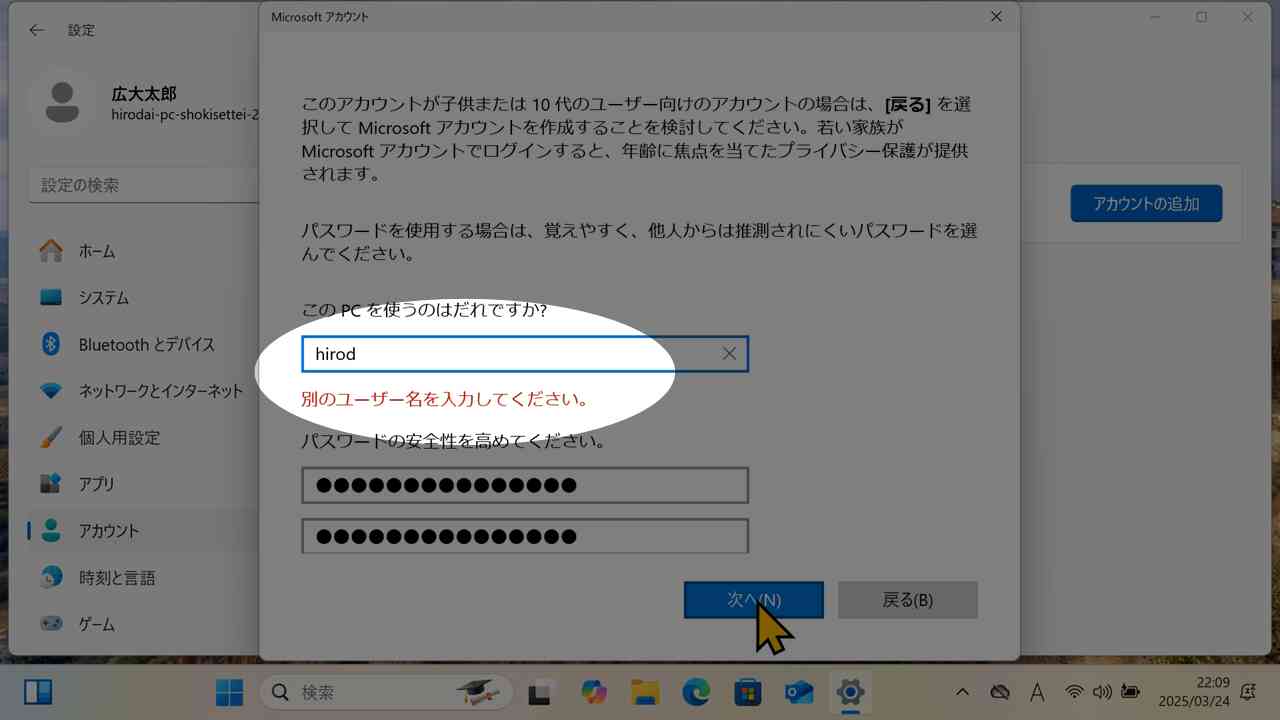 設定
広大太郎
hirodai-pc-shokisettei-2
設定の検索
ホーム
システム
Bluetooth とデバイス
ネットワークとインターネット
個人用設定
アプリ
アカウント
時刻と言語
ゲーム
Microsoft アカウント
このアカウントが子供または 10 代のユーザー向けのアカウントの場合は、[戻る] を選
択して Microsoft アカウントを作成することを検討してください。若い家族が
Microsoft アカウントでログインすると、年齢に焦点を当てたプライバシー保護が提供
されます。
パスワードを使用する場合は、覚えやすく、他人からは推測されにくいパスワードを選
んでください。
この PC を使うのはだれですか?
hirod
別のユーザー名を入力してください。
パスワードの安全性を高めてください。
●●●●●●●●●●●●●●●
●●●●●●●●●●●●●●●
次へ(N)
戻る(B)
アカウントの追加
検索
A
22:09
2025/03/24